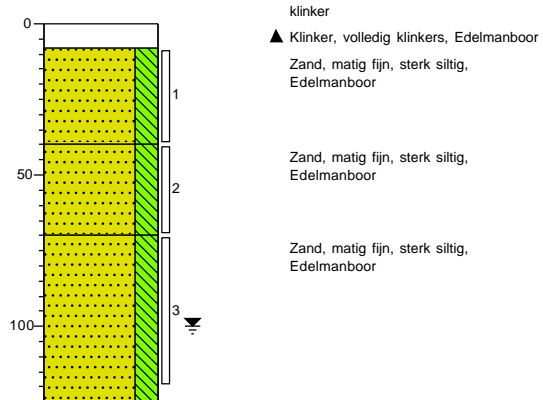 klinker
0
Klinker, volledig klinkers, Edelmanboor
Zand, matig fijn, sterk siltig,
Edelmanboor
1
Zand, matig fijn, sterk siltig,
Edelmanboor
50
2
Zand, matig fijn, sterk siltig,
Edelmanboor
3
100